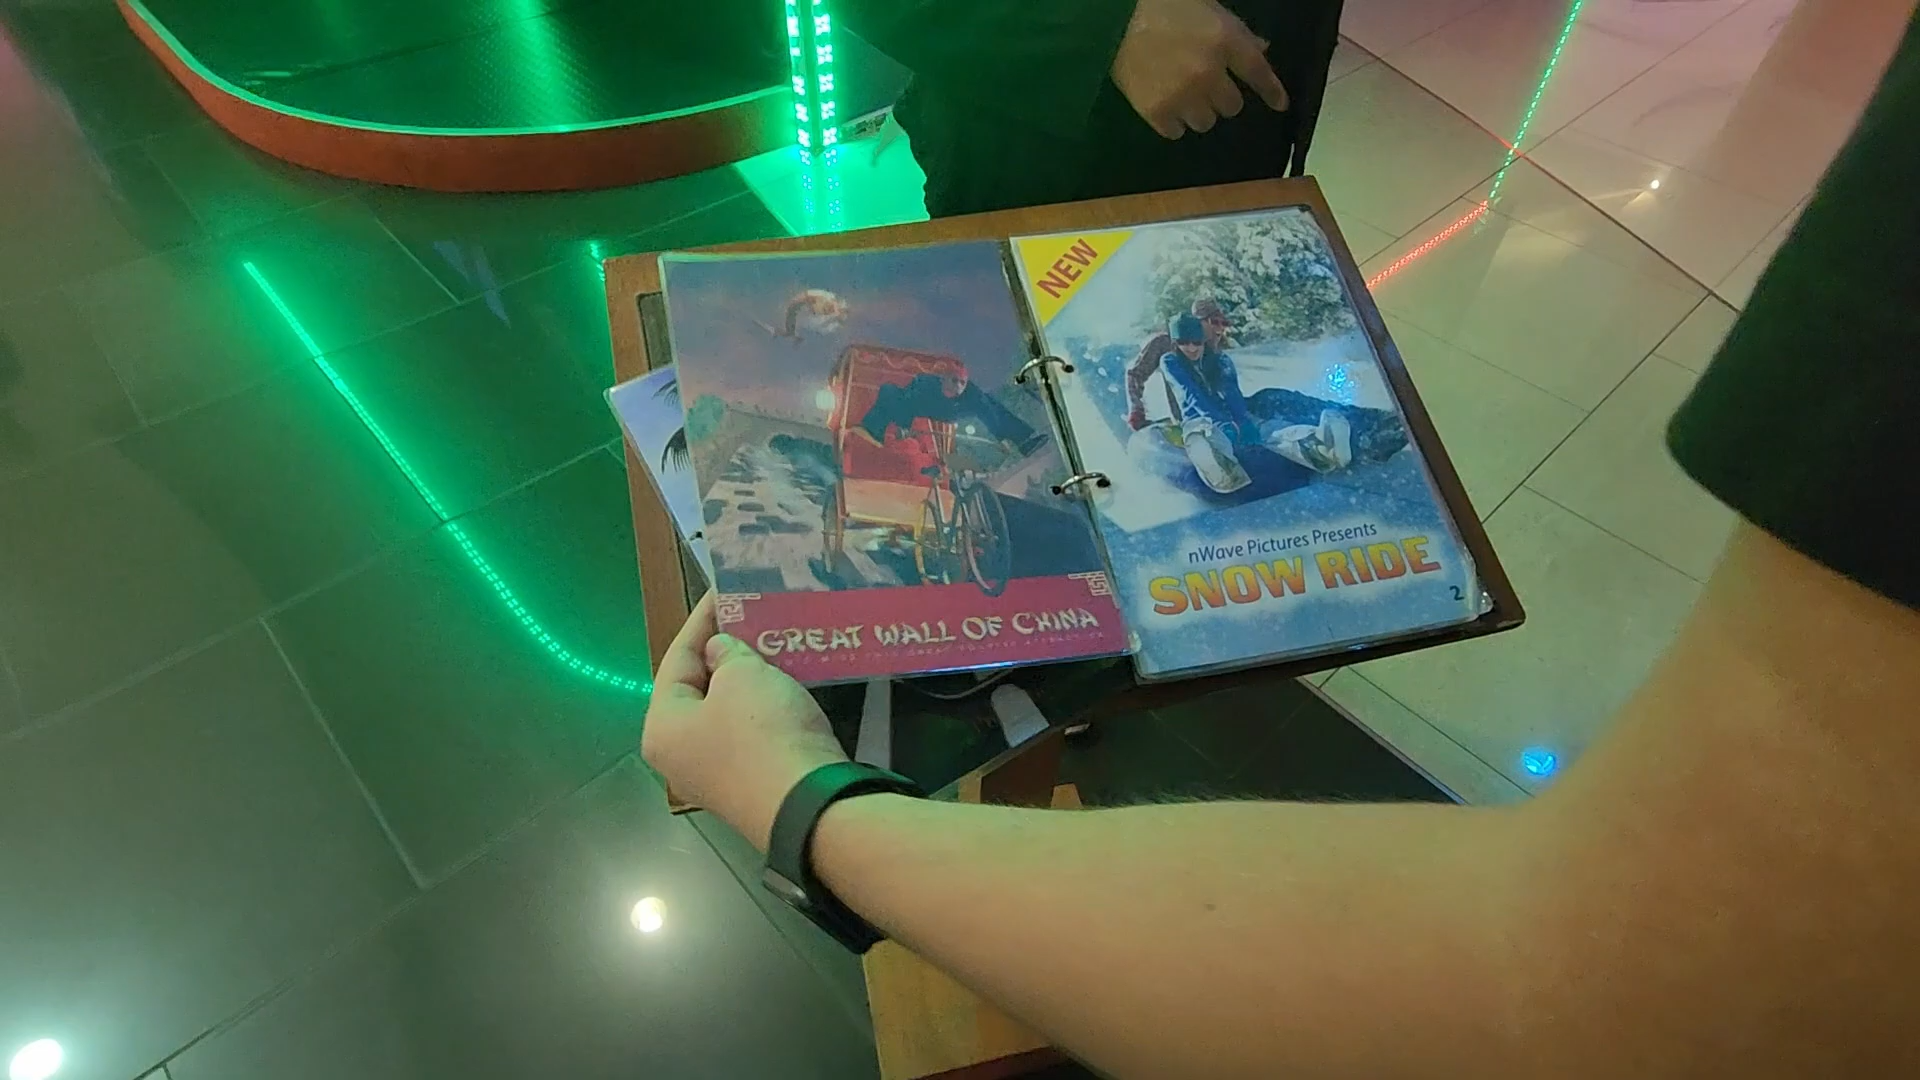 GREAT WALL OF CHINA
NEW
nWave Pictures Presents
SNOW RIDE
2